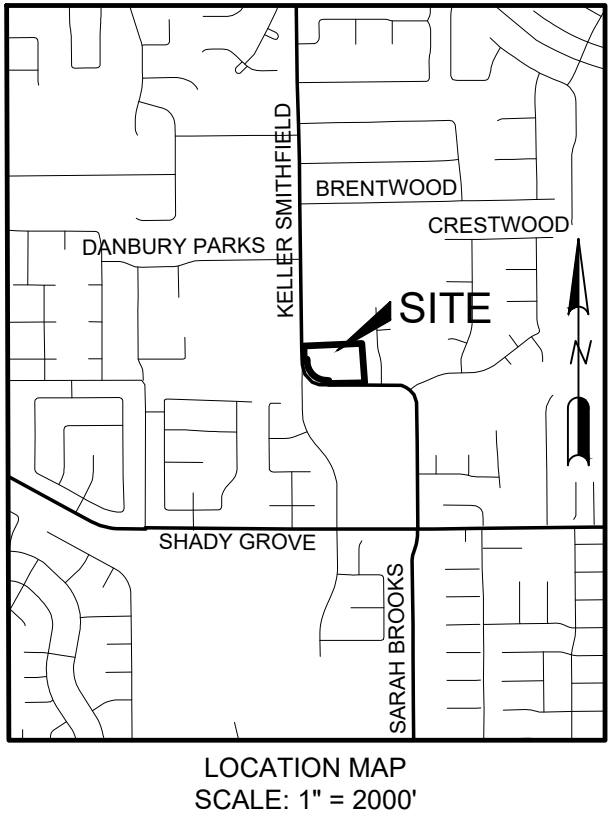 KELLER SMITHFIELD
BRENTWOOD
CRESTWOOD
DANBURY PARKS
SITE
N
SHADY GROVE
SARAH BROOKS
LOCATION MAP
SCALE: 1" = 2000'